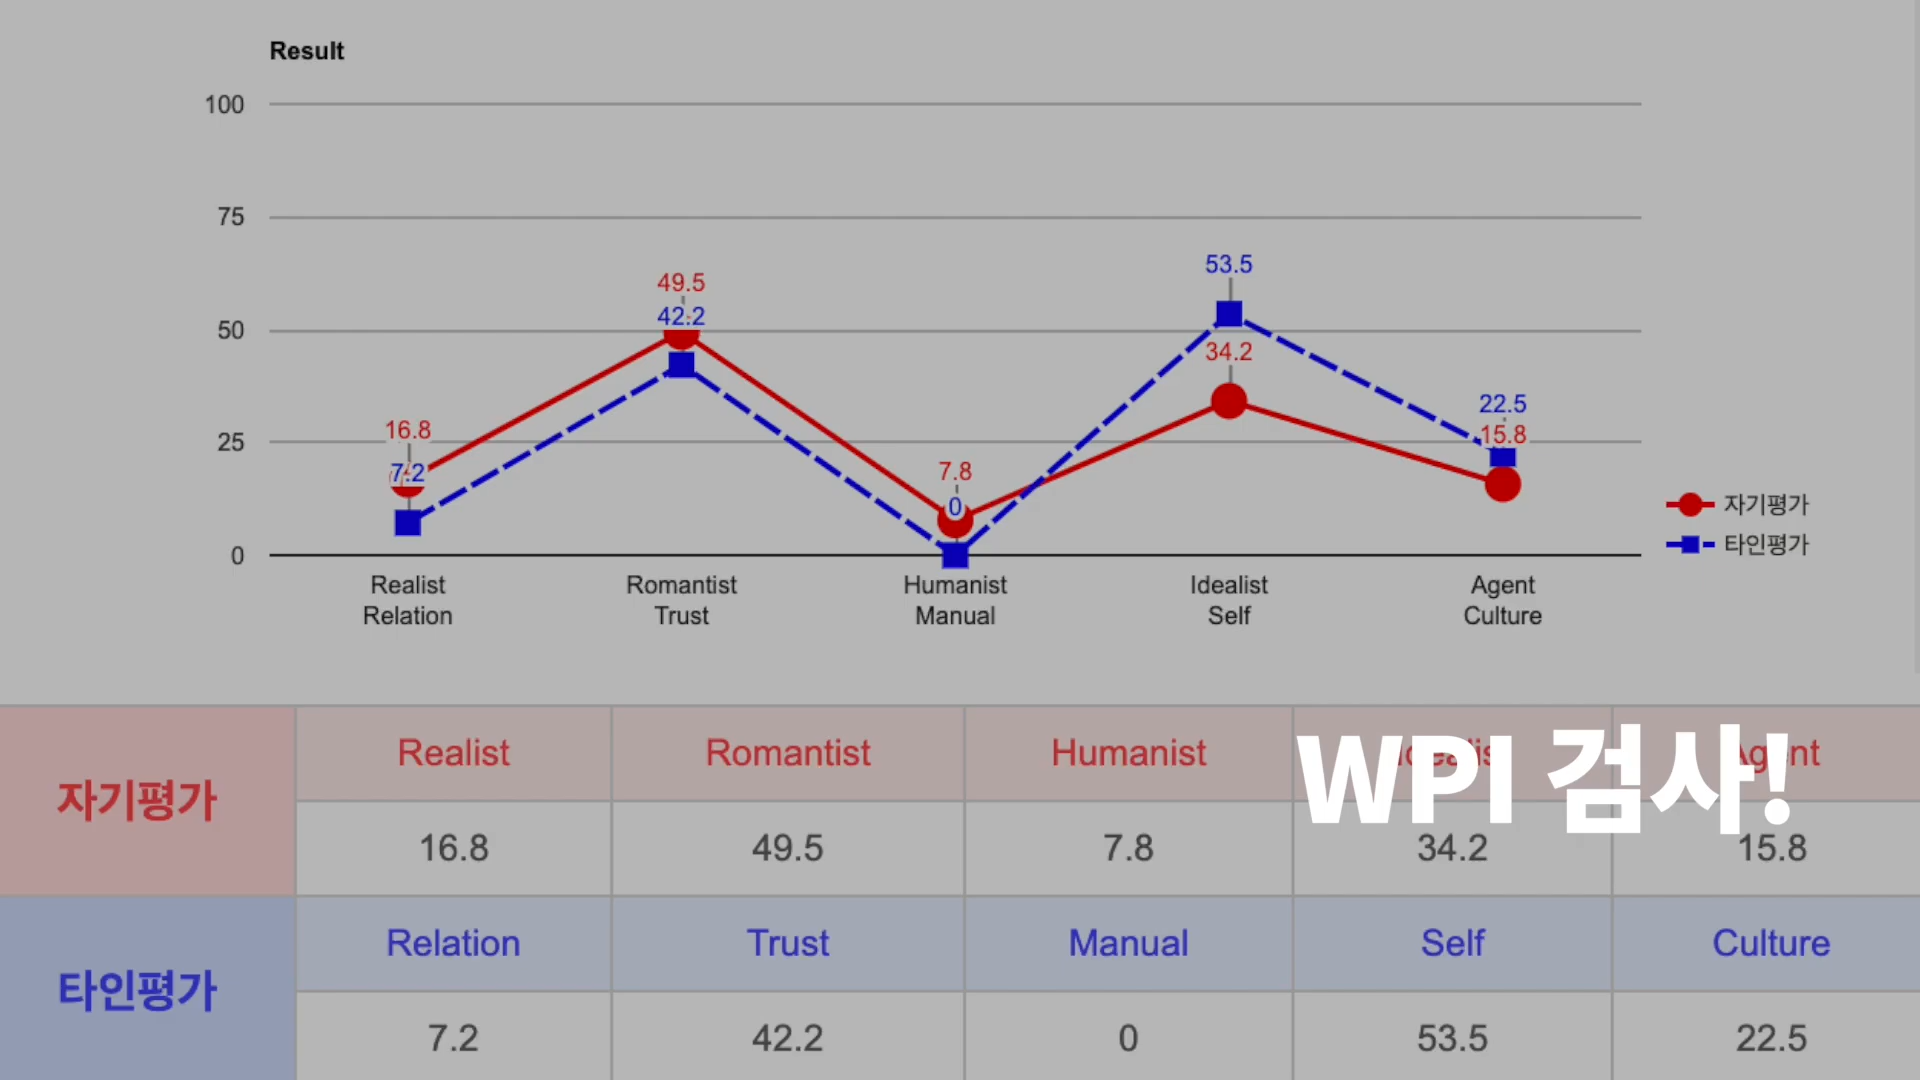 Result
100
75
50
25
0
16.8
7.2
49.5
42.2
7.8
0
53.5
34.2
22.5
15.8
자기평가
타인평가
Realist
Relation
Romantist
Trust
Humanist
Manual
Idealist
Self
Agent
Culture
자기평가
Realist Romantist Humanist Idealist Agent
16.8 49.5 7.8 34.2 15.8
WPI 검사!
타인평가
Relation Trust Manual Self Culture
7.2 42.2 0 53.5 22.5